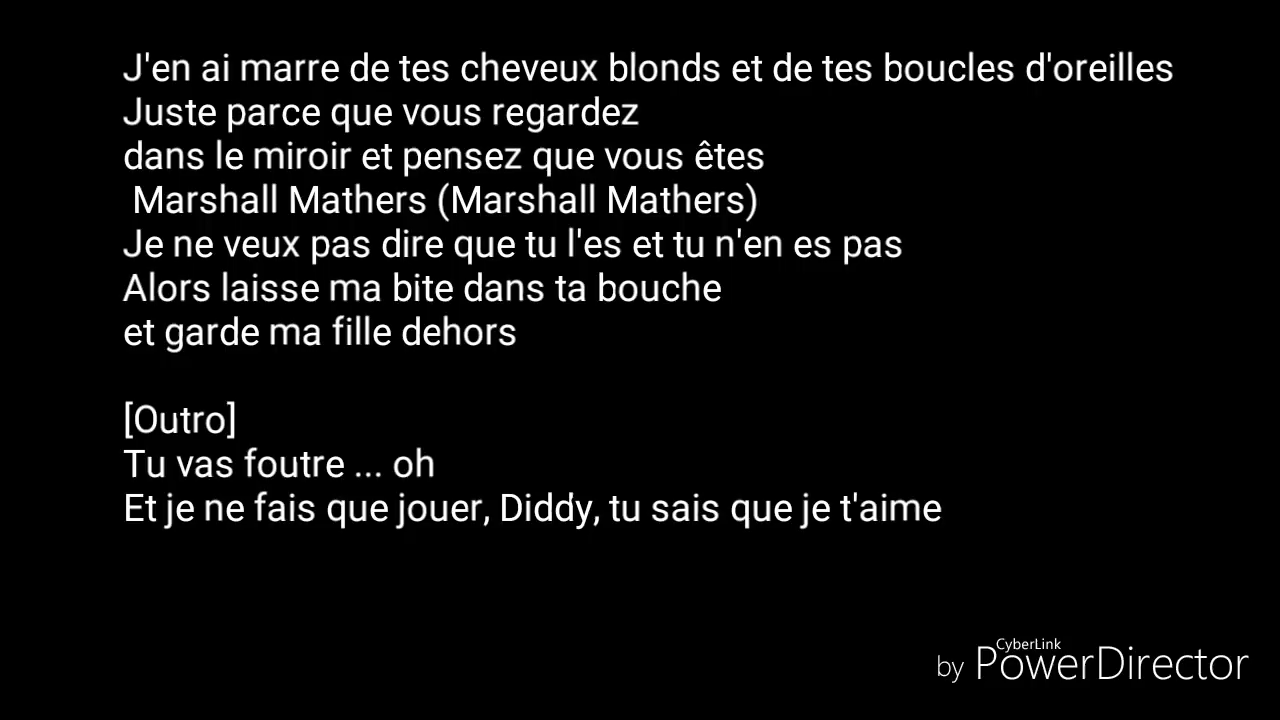 J'en ai marre de tes cheveux blonds et de tes boucles d'oreilles
Juste parce que vous regardez
dans le miroir et pensez que vous êtes
Marshall Mathers (Marshall Mathers)
Je ne veux pas dire que tu l'es et tu n'en es pas
Alors laisse ma bite dans ta bouche
et garde ma fille dehors
[Outro]
Tu vas foutre ... oh
Et je ne fais que jouer, Diddy, tu sais que je t'aime
CyberLink
by PowerDirector